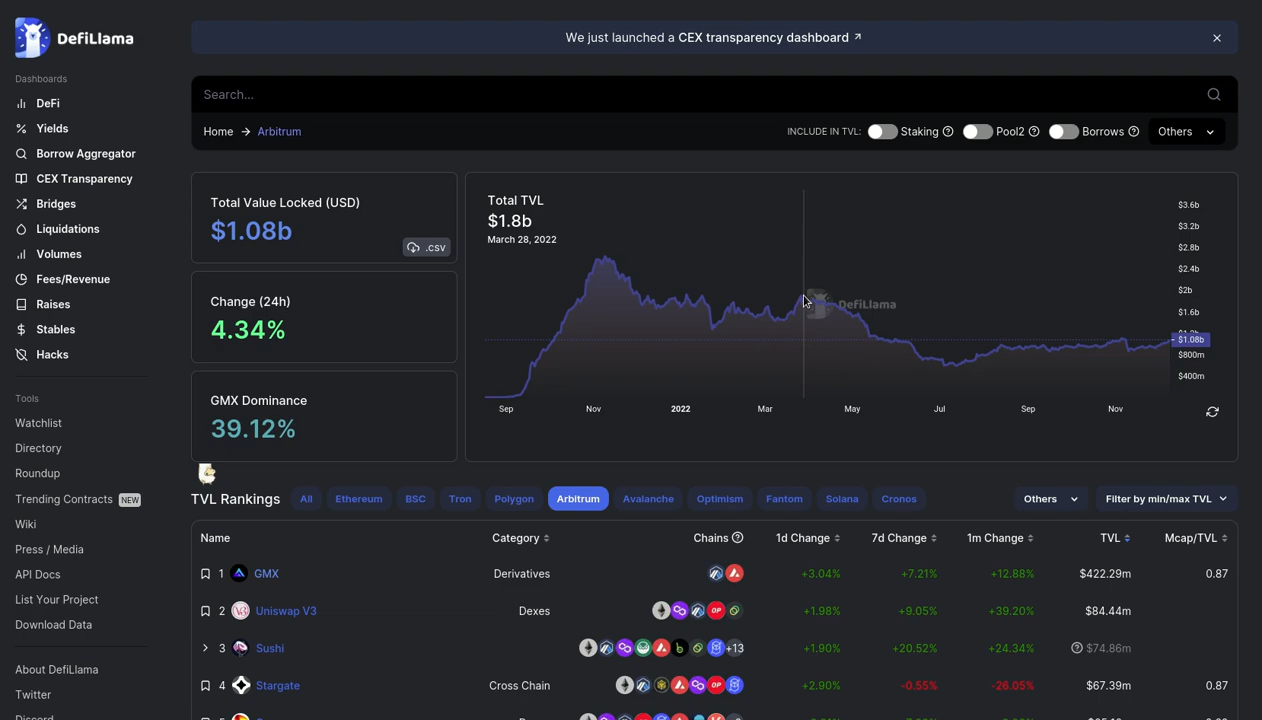 DefiLlama
We just launched a CEX transparency dashboard ↗
Dashboards
DeFi
Yields
Borrow Aggregator
CEX Transparency
Bridges
Liquidations
Volumes
Fees/Revenue
Raises
Stables
Hacks
Tools
Watchlist
Directory
Roundup
Trending Contracts NEW
Wiki
Press / Media
API Docs
List Your Project
Download Data
About DefiLlama
Twitter
Search...
Home → Arbitrum
INCLUDE IN TVL: Staking Pool2 Borrows Others
Total Value Locked (USD)
$1.08b
.csv
Change (24h)
4.34%
GMX Dominance
39.12%
Total TVL
$1.8b
March 28, 2022
DefiLlama
$3.6b
$3.2b
$2.8b
$2.4b
$2b
$1.6b
$1.08b
$800m
$400m
Sep Nov 2022 Mar May Jul Sep Nov
TVL Rankings All Ethereum BSC Tron Polygon Arbitrum Avalanche Optimism Fantom Solana Cronos Others Filter by min/max TVL
Name Category Chains 1d Change 7d Change 1m Change TVL Mcap/TVL
1 GMX Derivatives +3.04% +7.21% +12.88% $422.29m 0.87
2 Uniswap V3 Dexes OP +1.98% +9.05% +39.20% $84.44m
3 Sushi +13 +1.90% +20.52% +24.34% $74.86m
4 Stargate Cross Chain OP +2.90% -0.55% -26.05% $67.39m 0.87